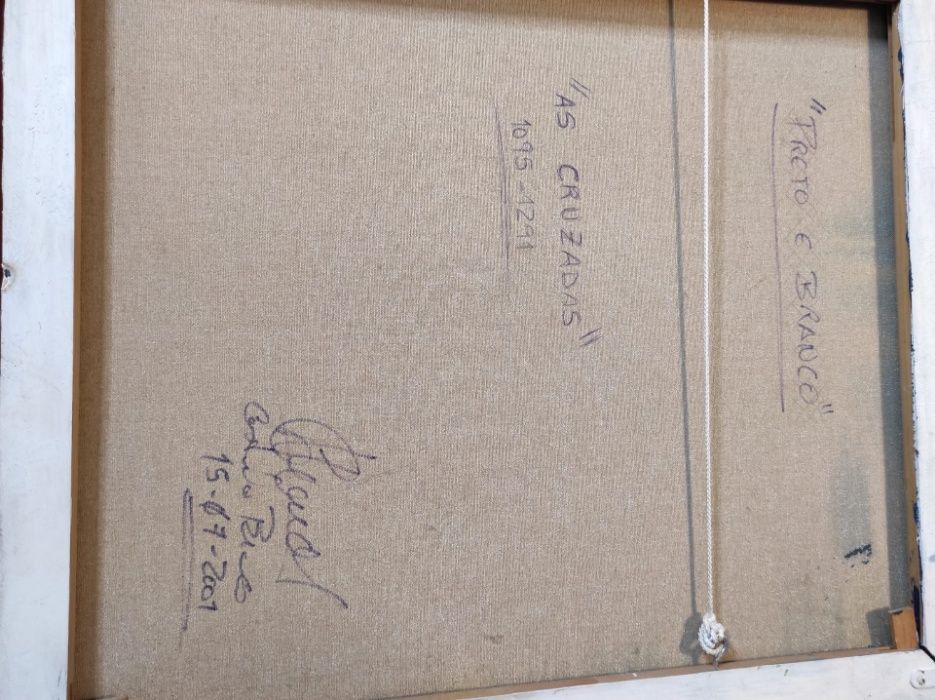 "PRETO E BRANCO"
"AS CRUZADAS"
1095-1291
15-07-2001